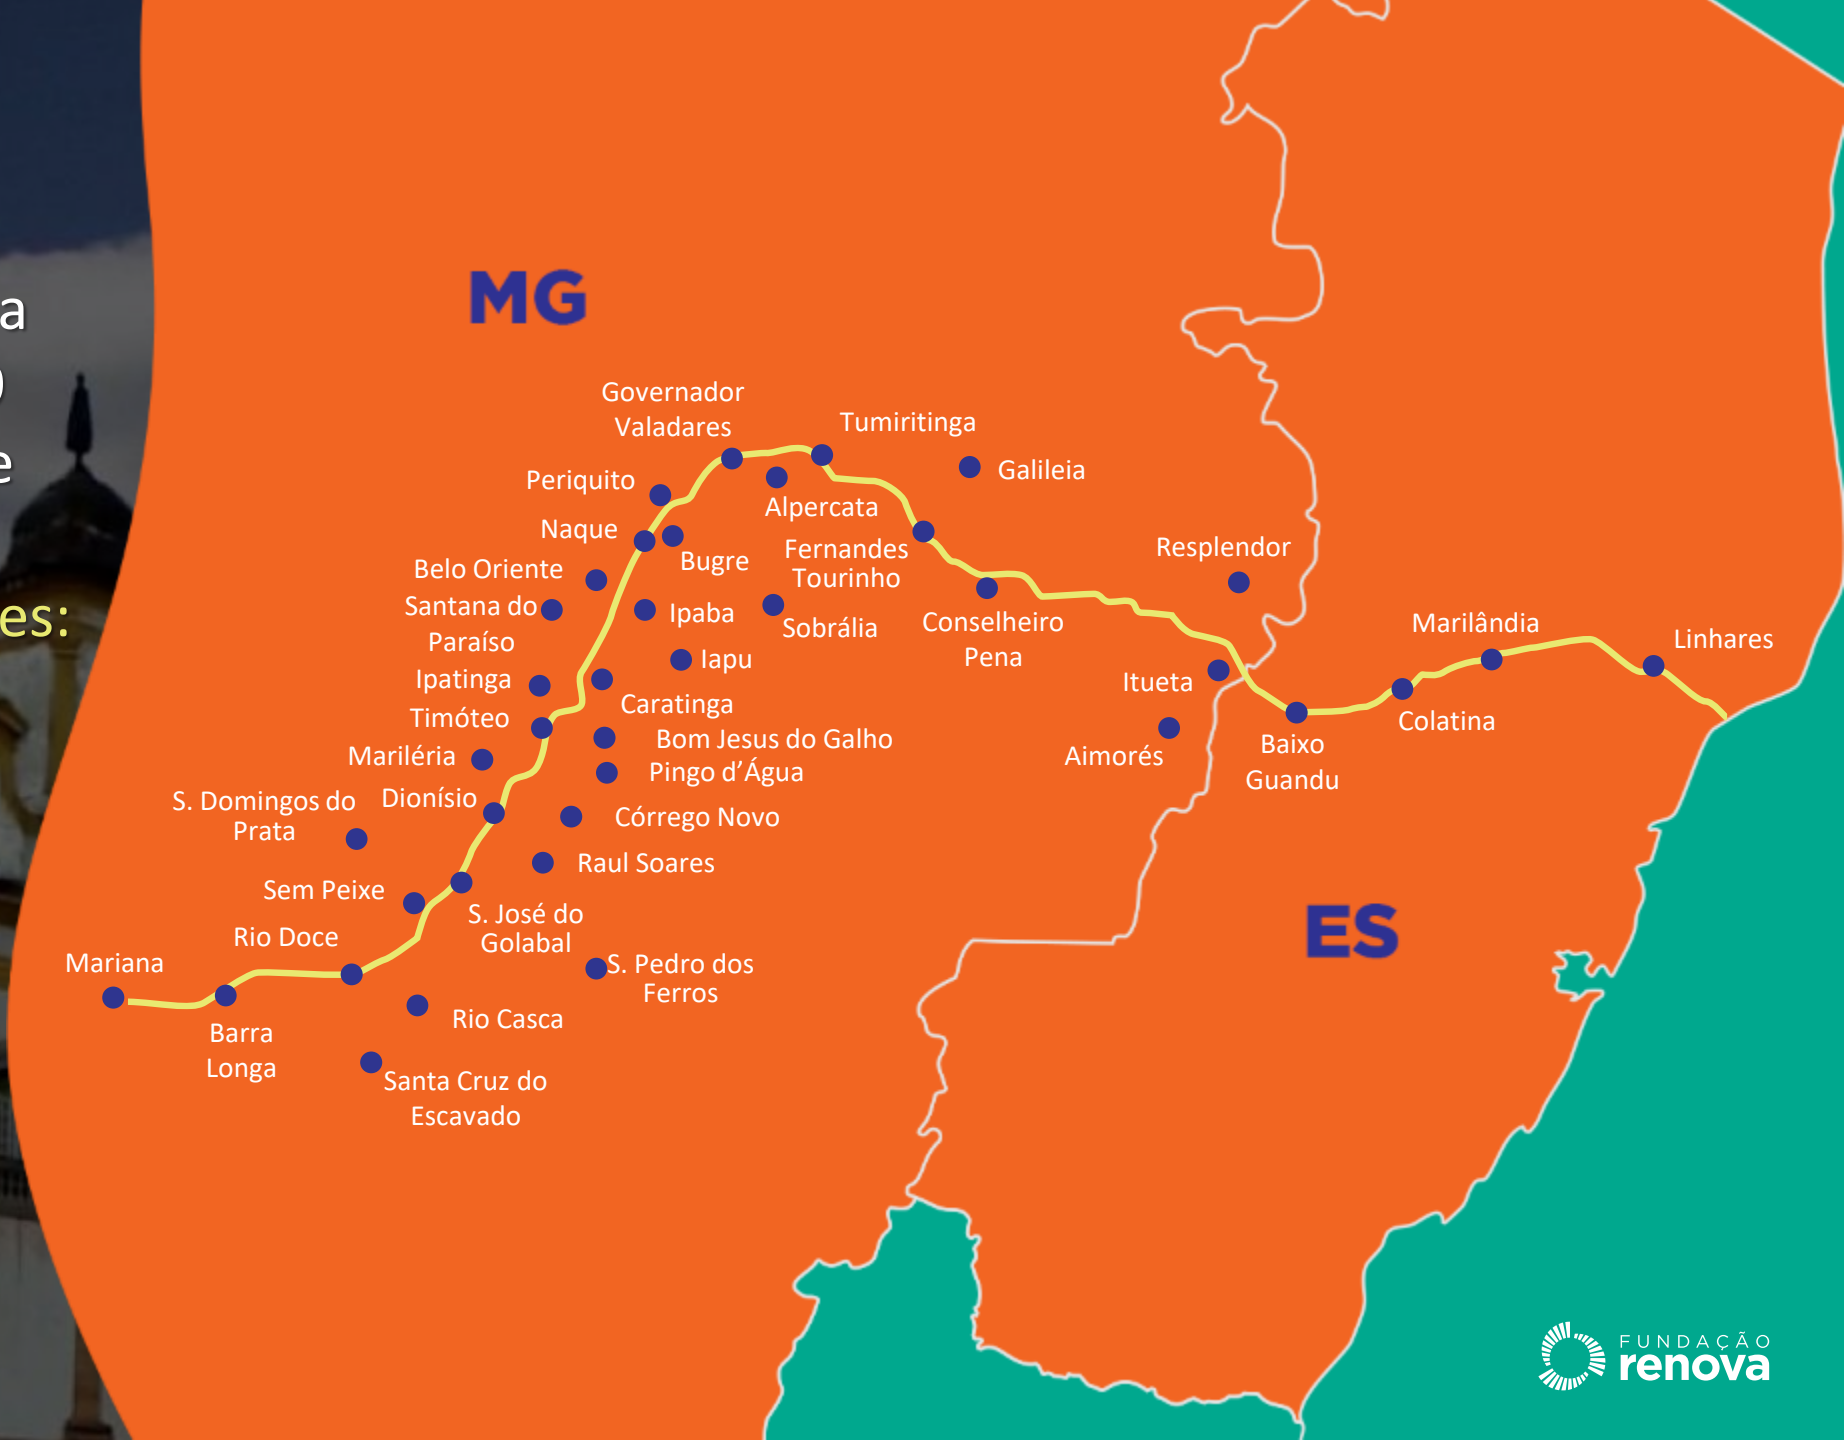 a
e
es:
MG
Governador
Valadares
Tumiritinga
Galileia
Periquito
Alpercata
Naque
Bugre
Fernandes
Tourinho
Resplendor
Belo Oriente
Santana do
Paraíso
Ipaba
Sobrália
Conselheiro
Pena
Marilândia
Linhares
Iapu
Ipatinga
Itueta
Caratinga
Timóteo
Colatina
Bom Jesus do Galho
Baixo
Guandu
Mariléria
Aimorés
Pingo d’Água
S. Domingos do
Prata
Dionísio
Córrego Novo
Raul Soares
Sem Peixe
S. José do
Golabal
Rio Doce
ES
Mariana
S. Pedro dos
Ferros
Rio Casca
Barra
Longa
Santa Cruz do
Escavado
FUNDAÇÃO
renova